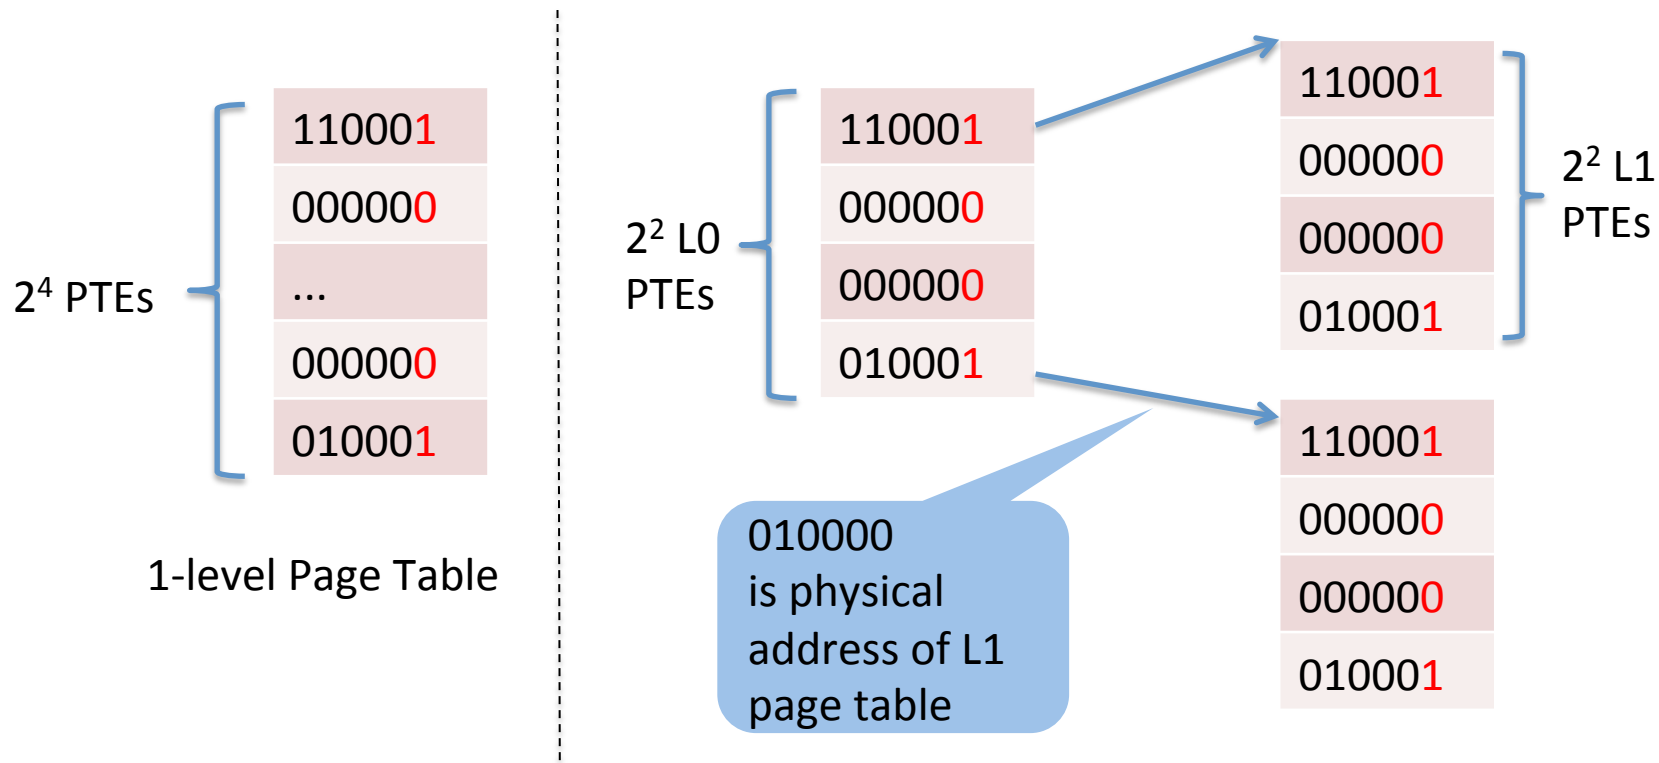 2⁴ PTEs
110001
000000
...
000000
010001
1-level Page Table
2² L0
PTEs
110001
000000
000000
010001
010000
is physical
address of L1
page table
110001
000000
000000
010001
2² L1
PTEs
110001
000000
000000
010001